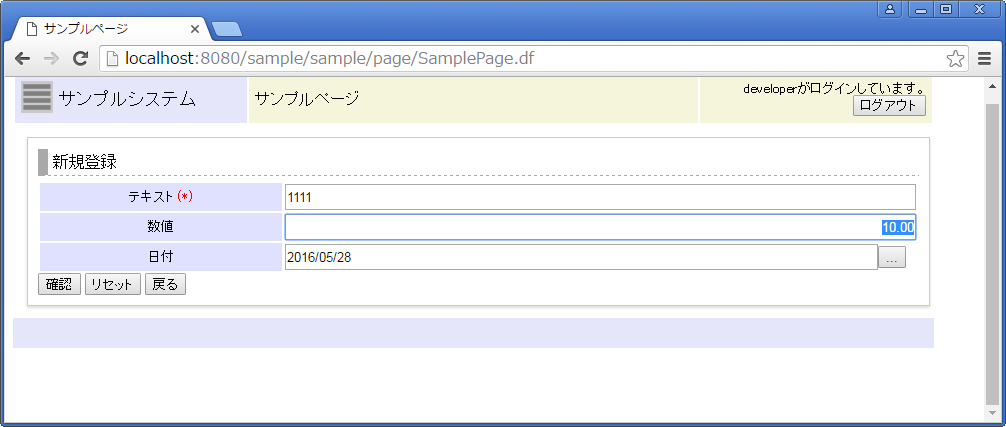 サンプルページ
localhost:8080/sample/sample/page/SamplePage.df
サンプルシステム
サンプルページ
developerがログインしています。
ログアウト
新規登録
テキスト(*)
1111
数値
10.00
日付
2016/05/28
...
確認 リセット 戻る